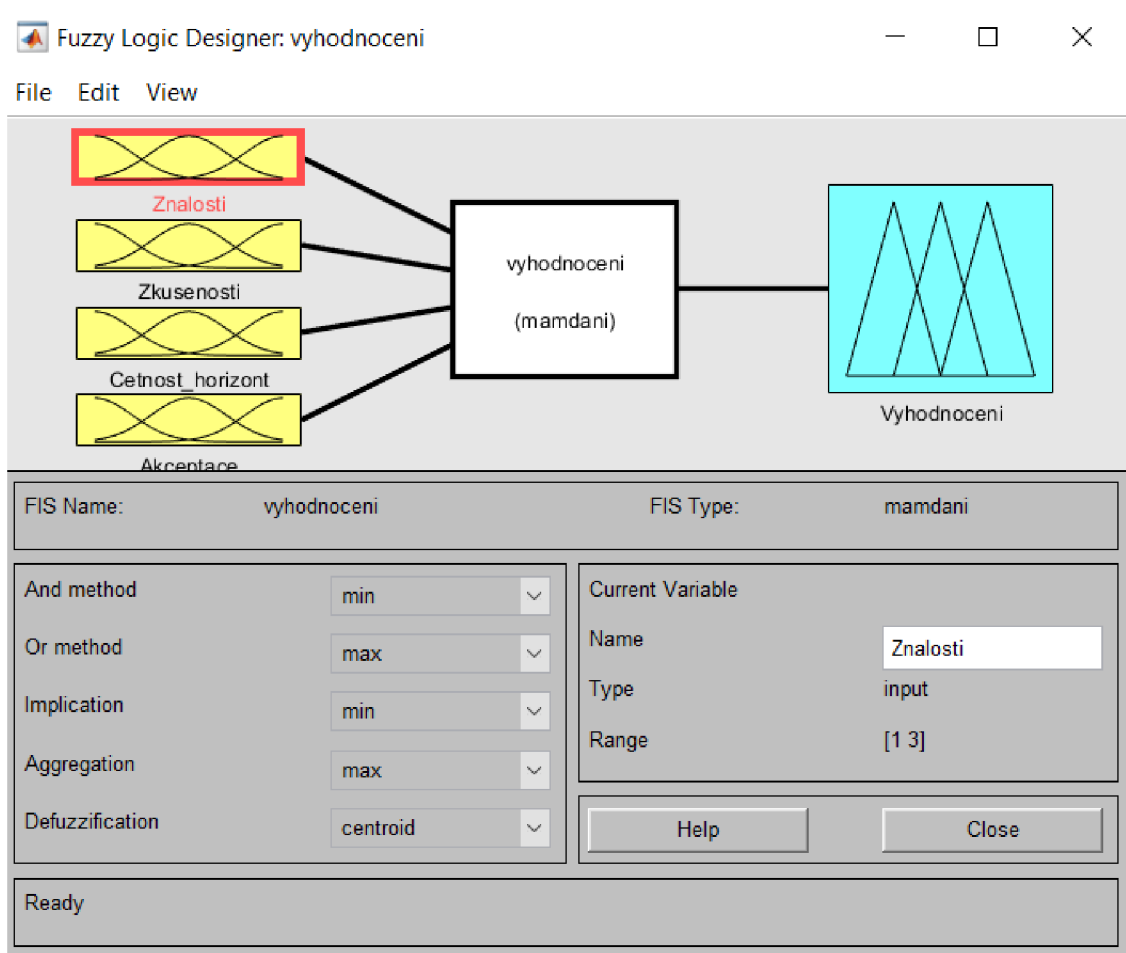 Fuzzy Logic Designer: vyhodnoceni
File Edit View
Znalosti
Zkusenosti
Cetnost_horizont
Akceptace
vyhodnoceni
(mamdani)
Vyhodnoceni
FIS Name: vyhodnoceni FIS Type: mamdani
And method min
Or method max
Implication min
Aggregation max
Defuzzification centroid
Current Variable
Name Znalosti
Type input
Range [1 3]
Help Close
Ready